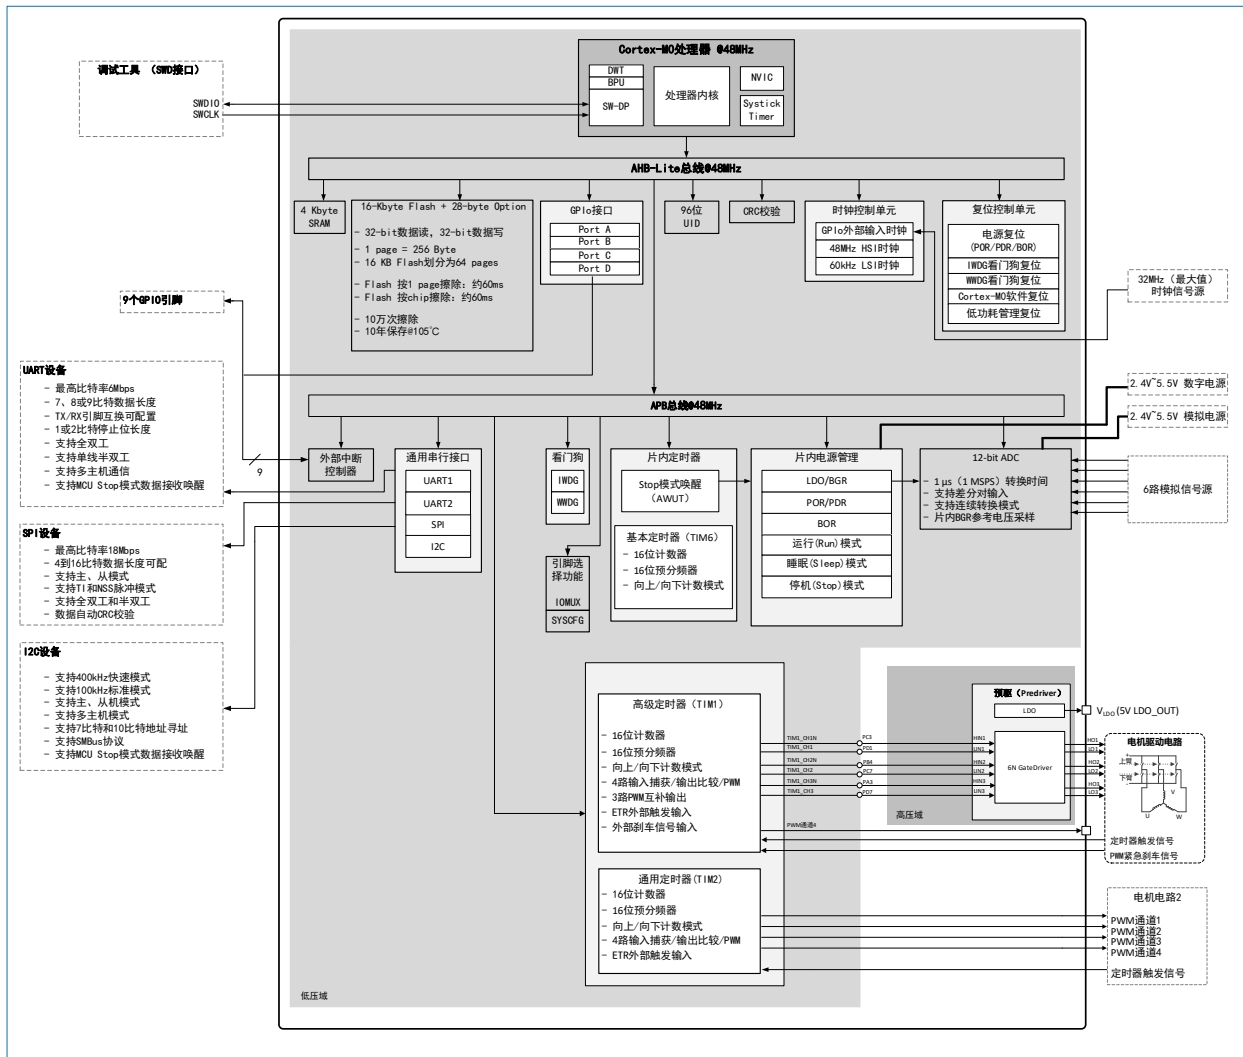 Cortex-M0处理器 @48MHz
DWT
BPU
SW-DP
处理器内核
NVIC
Systick
Timer
调试工具 （SWD接口）
SWDIO
SWCLK
AHB-Lite总线@48MHz
4 Kbyte
SRAM
16-Kbyte Flash + 28-byte Option
- 32-bit数据读, 32-bit数据写
- 1 page = 256 Byte
- 16 KB Flash划分为64 pages
- Flash 按1 page擦除: 约60ms
- Flash 按chip擦除: 约60ms
- 10万次擦除
- 10年保存@105℃
GPIo接口
Port A
Port B
Port C
Port D
96位
UID
CRC校验
时钟控制单元
GPIo外部输入时钟
48MHz HSI时钟
60kHz LSI时钟
复位控制单元
电源复位
(POR/PDR/BOR)
IWDG看门狗复位
WWDG看门狗复位
Cortex-M0软件复位
低功耗管理复位
32MHz（最大值）
时钟信号源
9个GPIO引脚
UART设备
- 最高比特率6Mbps
- 7、8或9比特数据长度
- TX/RX引脚互换可配置
- 1或2比特停止位长度
- 支持全双工
- 支持单线半双工
- 支持多主机通信
- 支持MCU Stop模式数据接收唤醒
2.4V~5.5V 数字电源
2.4V~5.5V 模拟电源
APB总线@48MHz
9
外部中断
控制器
通用串行接口
UART1
UART2
SPI
I2C
看门狗
IWDG
WWDG
引脚选
择功能
IOMUX
SYSCFG
片内定时器
Stop模式唤醒
（AWUT）
基本定时器（TIM6）
- 16位计数器
- 16位预分频器
- 向上/向下计数模式
片内电源管理
LDO/BGR
POR/PDR
BOR
运行(Run)模式
睡眠(Sleep)模式
停机(Stop)模式
12-bit ADC
- 1 μs（1 MSPS）转换时间
- 支持差分对输入
- 支持连续转换模式
- 片内BGR参考电压采样
6路模拟信号源
SPI设备
- 最高比特率18Mbps
- 4到16比特数据长度可配
- 支持主、从模式
- 支持TI和NSS脉冲模式
- 支持全双工和半双工
- 数据自动CRC校验
I2C设备
- 支持400kHz快速模式
- 支持100kHz标准模式
- 支持主、从机模式
- 支持多主机模式
- 支持7比特和10比特地址寻址
- 支持SMBus协议
- 支持MCU Stop模式数据接收唤醒
高级定时器（TIM1）
- 16位计数器
- 16位预分频器
- 向上/向下计数模式
- 4路输入捕获/输出比较/PWM
- 3路PWM互补输出
- ETR外部触发输入
- 外部刹车信号输入
TIM1_CH1N PC3 HIN1
TIM1_CH1 PD1 LIN1
TIM1_CH2N PB4 HIN2
TIM1_CH2 PC7 LIN2
TIM1_CH3N PA3 HIN3
TIM1_CH3 PD7 LIN3
PWM通道4
预驱（Predriver）
LDO
6N GateDriver
高压域
VLDO(5V LDO_OUT)
HO1
LO1
HO2
LO2
HO3
LO3
电机驱动电路
+
上臂
下臂
-
V
U
W
定时器触发信号
PWM紧急刹车信号
通用定时器(TIM2)
- 16位计数器
- 16位预分频器
- 向上/向下计数模式
- 4路输入捕获/输出比较/PWM
- ETR外部触发输入
电机电路2
PWM通道1
PWM通道2
PWM通道3
PWM通道4
定时器触发信号
低压域